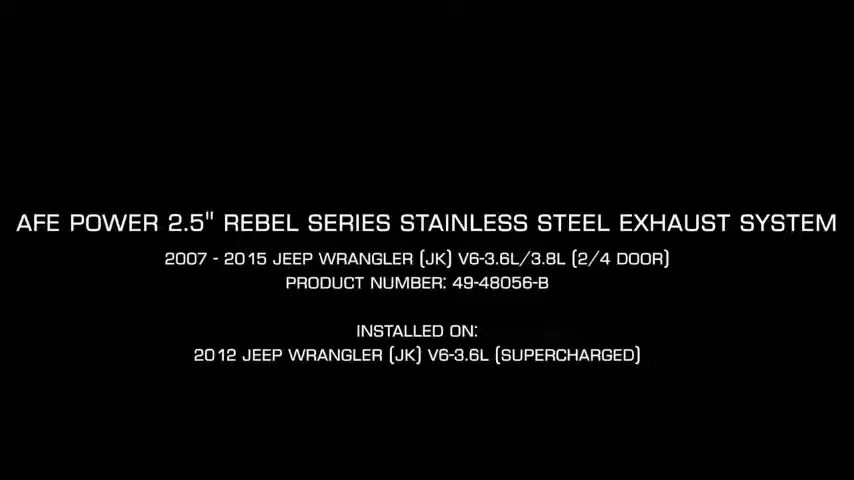 AFE POWER 2.5" REBEL SERIES STAINLESS STEEL EXHAUST SYSTEM
2007 - 2015 JEEP WRANGLER (JK) V6-3.6L/3.8L (2/4 DOOR)
PRODUCT NUMBER: 49-48056-B
INSTALLED ON:
2012 JEEP WRANGLER (JK) V6-3.6L (SUPERCHARGED)